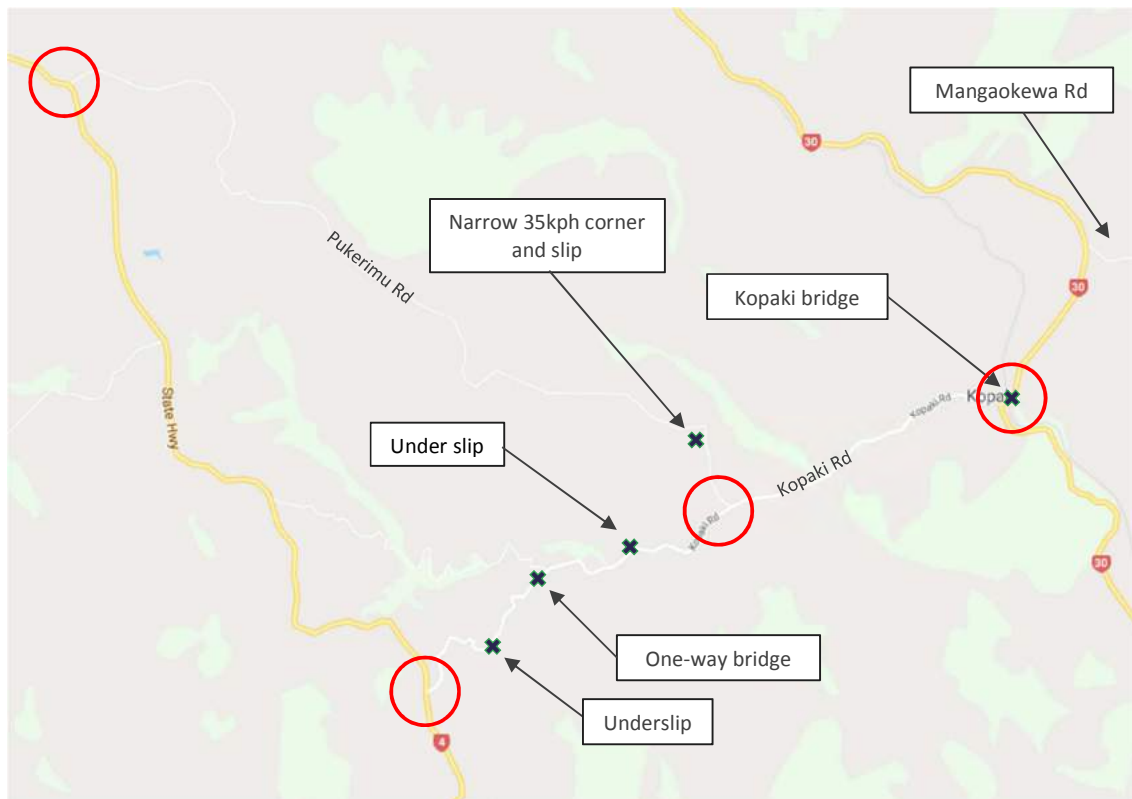 Mangaokewa Rd
30
Narrow 35kph corner
and slip
Pukerimu Rd
Kopaki bridge
30
State Hwy
Kopaki Rd
Kopa
Under slip
Kopaki Rd
Kopaki Rd
30
One-way bridge
Underslip
4